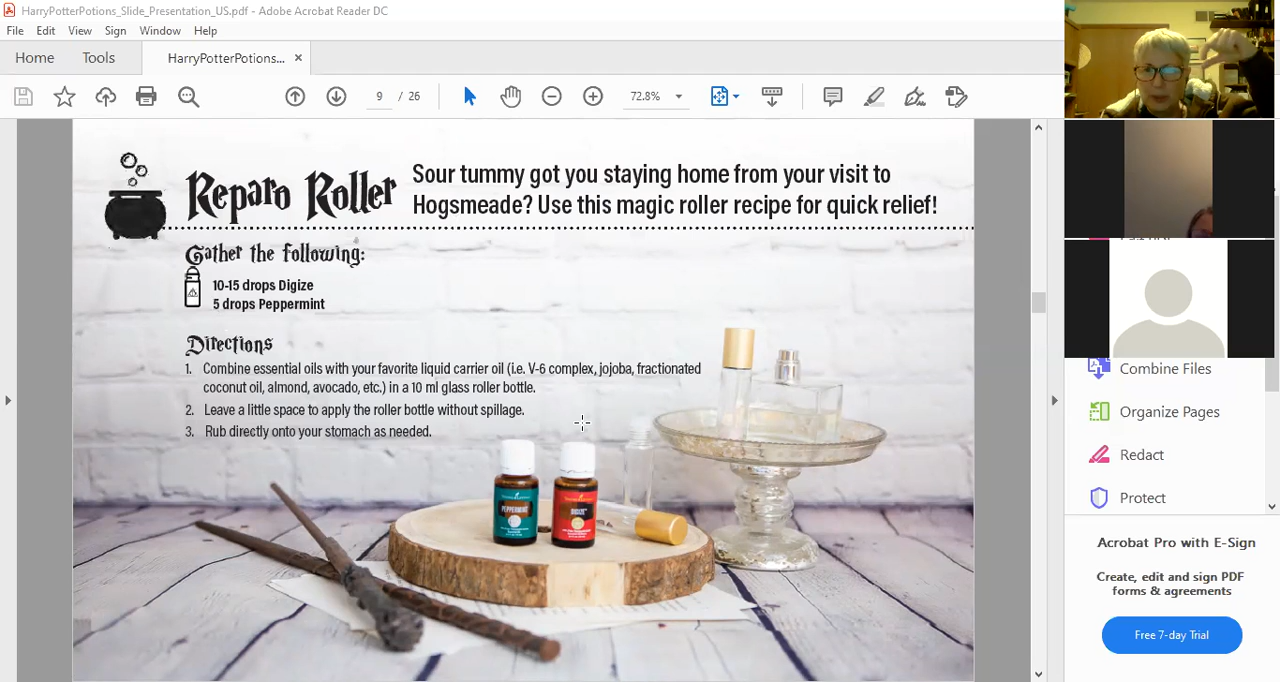 HarryPotterPotions_Slide_Presentation_US.pdf - Adobe Acrobat Reader DC
File Edit View Sign Window Help
Home Tools HarryPotterPotions... ×
9 / 26 72.8%
Reparo Roller
Sour tummy got you staying home from your visit to
Hogsmeade? Use this magic roller recipe for quick relief!
Gather the following:
10-15 drops Digize
5 drops Peppermint
Directions
1. Combine essential oils with your favorite liquid carrier oil (i.e. V-6 complex, jojoba, fractionated
coconut oil, almond, avocado, etc.) in a 10 ml glass roller bottle.
2. Leave a little space to apply the roller bottle without spillage.
3. Rub directly onto your stomach as needed.
PEPPERMINT
DIGIZE
Combine Files
Organize Pages
Redact
Protect
Acrobat Pro with E-Sign
Create, edit and sign PDF
forms & agreements
Free 7-day Trial